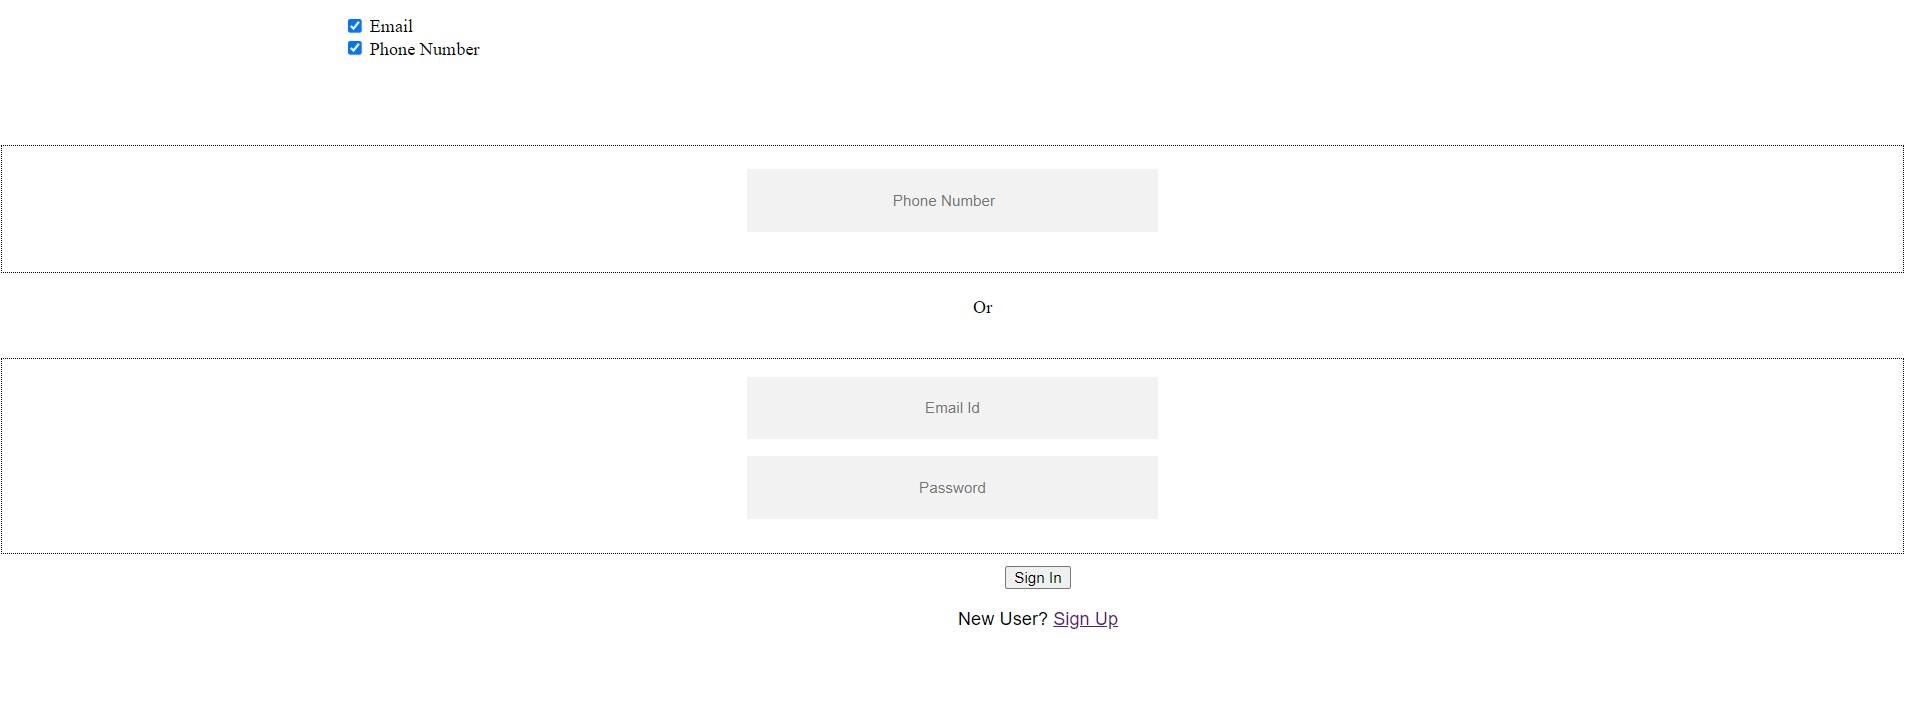 Email
Phone Number
Phone Number
Or
Email Id
Password
Sign In
New User? Sign Up